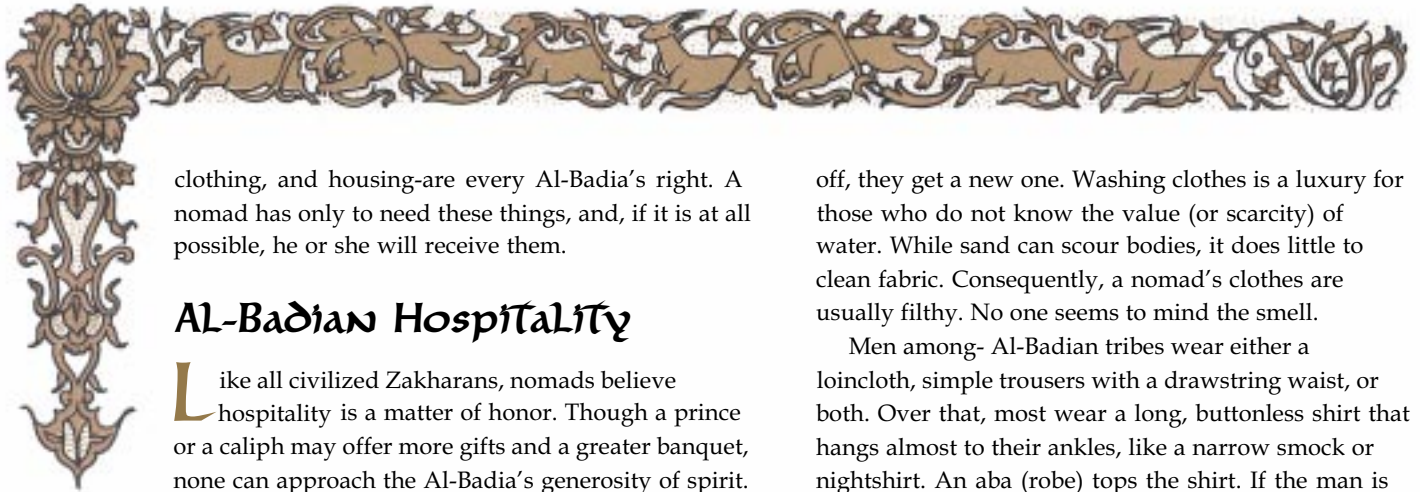 clothing, and housing-are every Al-Badia's right. A
nomad has only to need these things, and, if it is at all
possible, he or she will receive them.
AL-Badian Hospitality
Like all civilized Zakharans, nomads believe
hospitality is a matter of honor. Though a prince
or a caliph may offer more gifts and a greater banquet,
none can approach the Al-Badia's generosity of spirit.
off, they get a new one. Washing clothes is a luxury for
those who do not know the value (or scarcity) of
water. While sand can scour bodies, it does little to
clean fabric. Consequently, a nomad's clothes are
usually filthy. No one seems to mind the smell.
Men among- Al-Badian tribes wear either a
loincloth, simple trousers with a drawstring waist, or
both. Over that, most wear a long, buttonless shirt that
hangs almost to their ankles, like a narrow smock or
nightshirt. An aba (robe) tops the shirt. If the man is